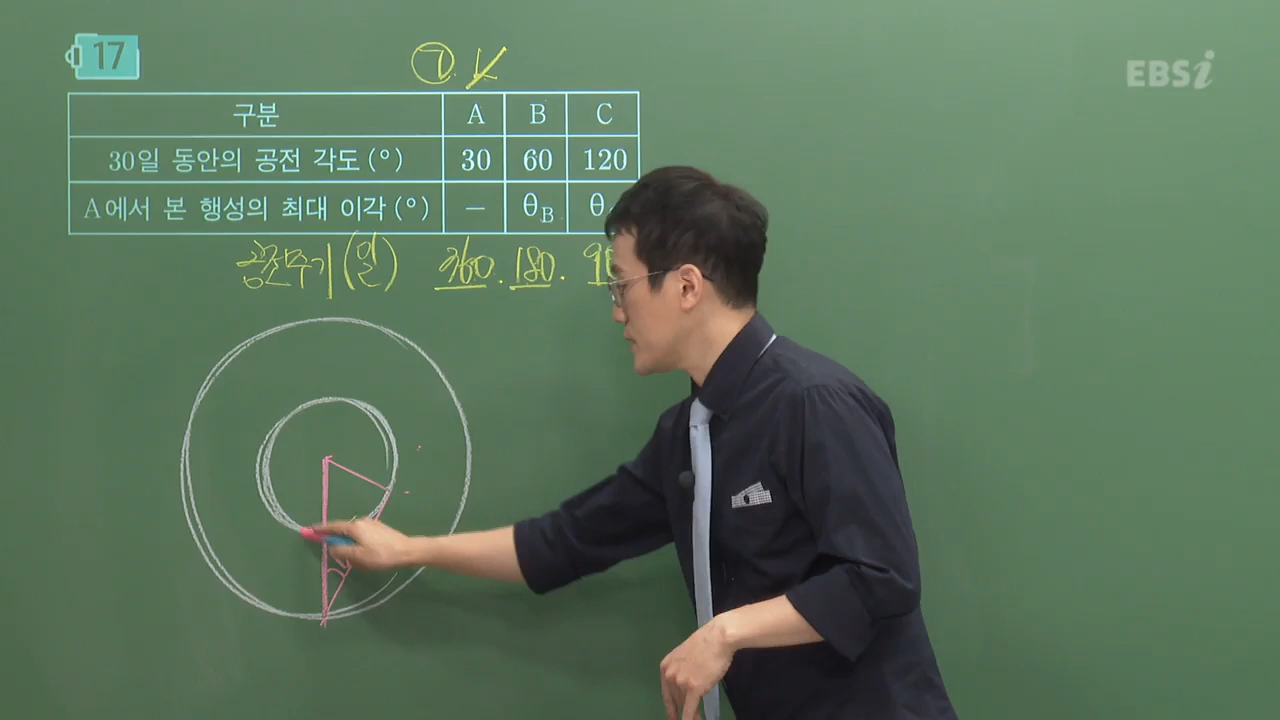 17
EBSi
ㄱ. ㄴ
구분 A B C
30일 동안의 공전 각도(°) 30 60 120
A에서 본 행성의 최대 이각(°) — θB θ
공전주기(일) 360. 180. 9